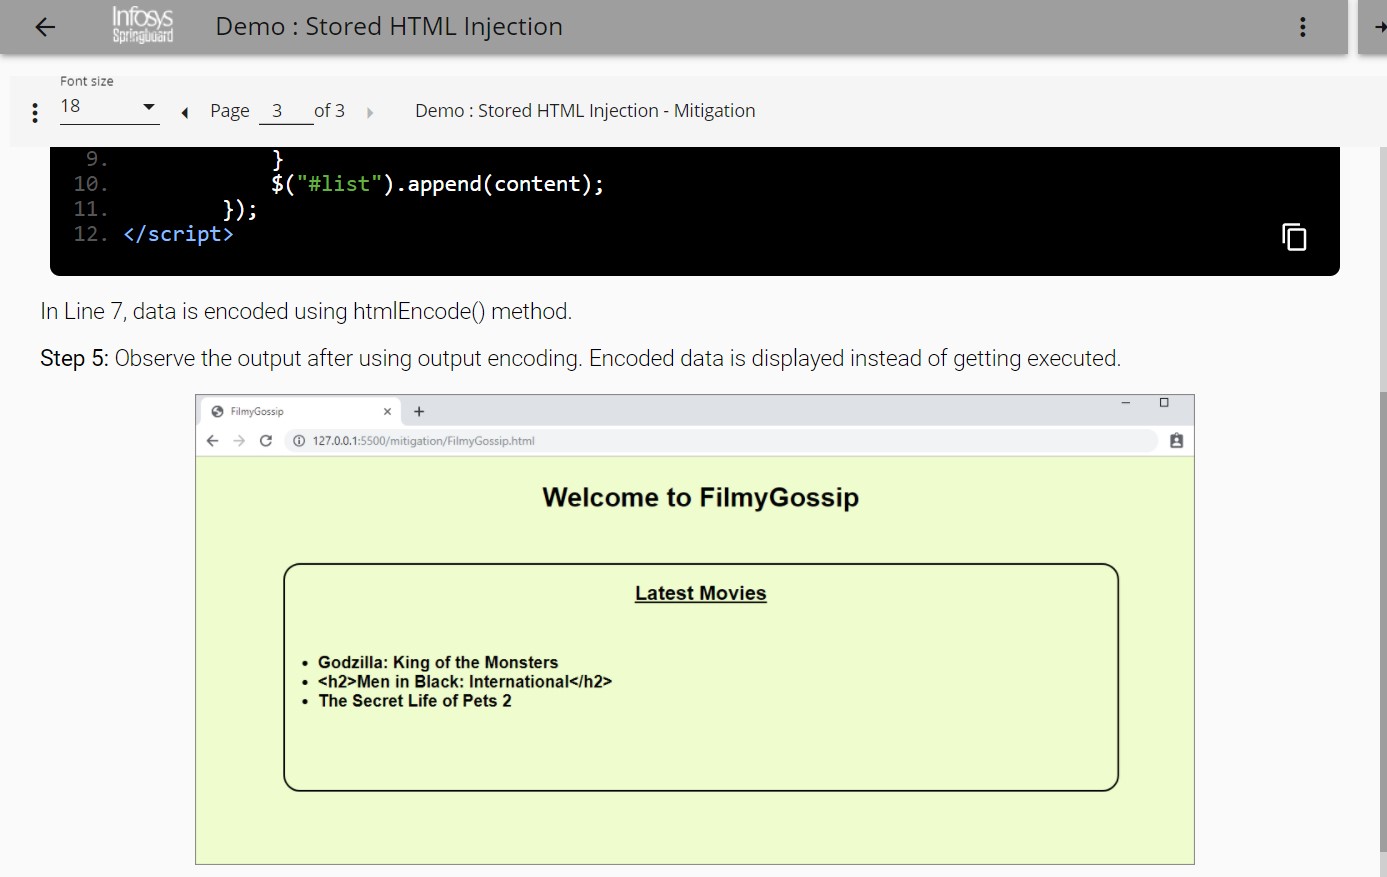 Infosys
Springboard
Demo : Stored HTML Injection
Font size
18
Page 3 of 3
Demo : Stored HTML Injection - Mitigation
9. }
10. $("#list").append(content);
11. });
12. </script>
In Line 7, data is encoded using htmlEncode() method.
Step 5: Observe the output after using output encoding. Encoded data is displayed instead of getting executed.
FilmyGossip
127.0.0.1:5500/mitigation/FilmyGossip.html
Welcome to FilmyGossip
Latest Movies
• Godzilla: King of the Monsters
• <h2>Men in Black: International</h2>
• The Secret Life of Pets 2